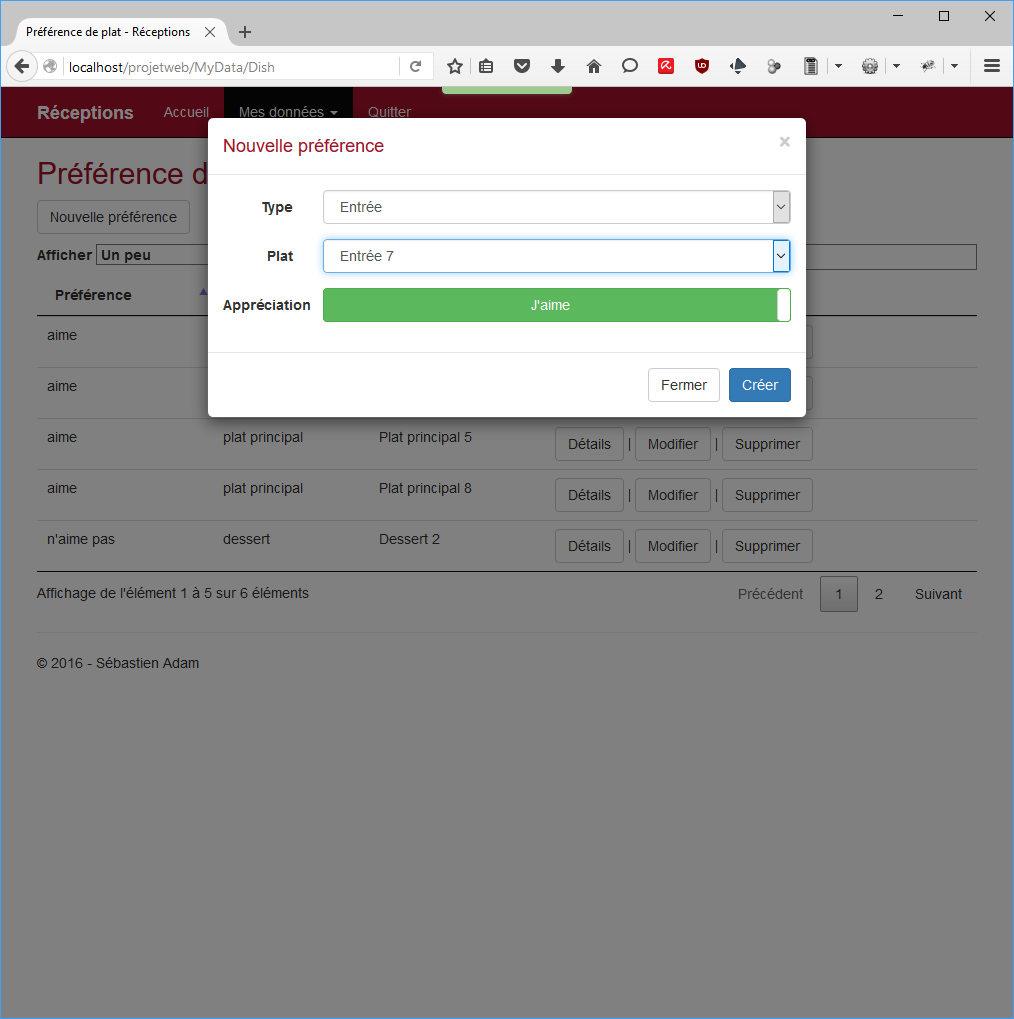 Préférence de plat - Réceptions
localhost/projetweb/MyData/Dish
Réceptions Accueil Mes données Quitter
Nouvelle préférence ×
Préférence d
Nouvelle préférence
Type Entrée
Plat Entrée 7
Afficher Un peu
Préférence
Appréciation J'aime
aime
aime
Fermer Créer
aime plat principal Plat principal 5 Détails | Modifier | Supprimer
aime plat principal Plat principal 8 Détails | Modifier | Supprimer
n'aime pas dessert Dessert 2 Détails | Modifier | Supprimer
Affichage de l'élément 1 à 5 sur 6 éléments Précédent 1 2 Suivant
© 2016 - Sébastien Adam